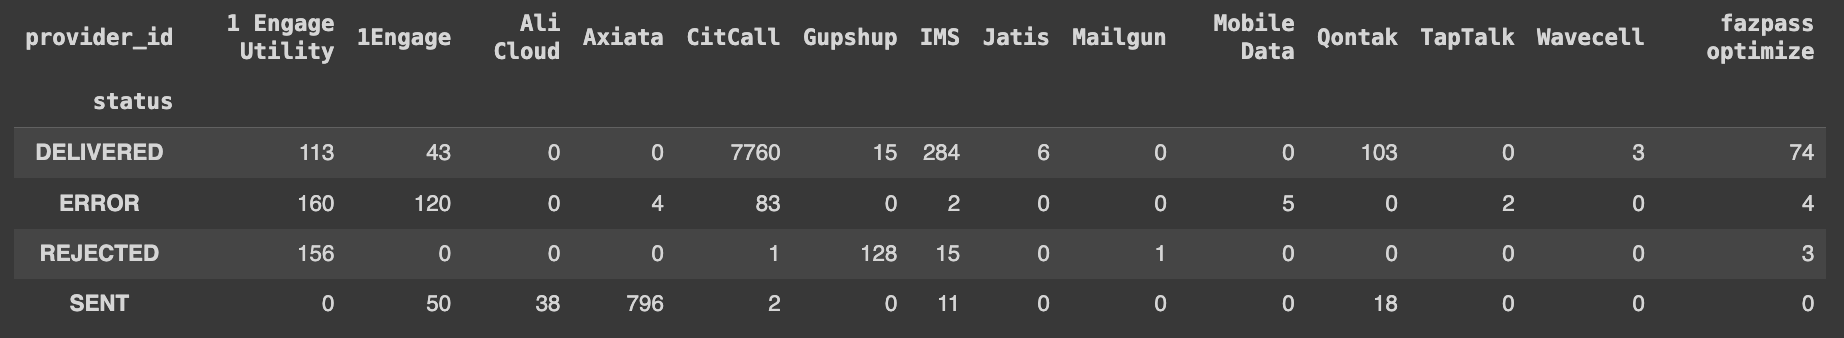 provider_id 1 Engage Utility 1Engage Ali Cloud Axiata CitCall Gupshup IMS Jatis Mailgun Mobile Data Qontak TapTalk Wavecell fazpass optimize
status
DELIVERED 113 43 0 0 7760 15 284 6 0 0 103 0 3 74
ERROR 160 120 0 4 83 0 2 0 0 5 0 2 0 4
REJECTED 156 0 0 0 1 128 15 0 1 0 0 0 0 3
SENT 0 50 38 796 2 0 11 0 0 0 18 0 0 0